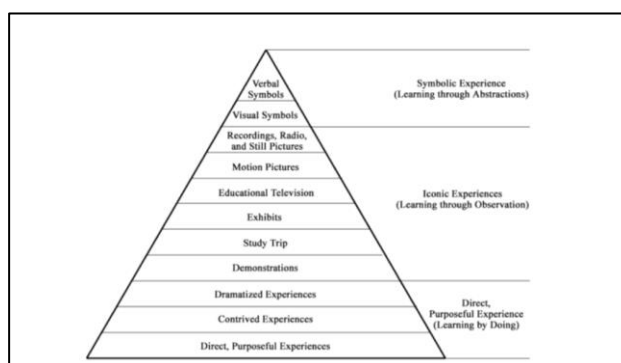 Verbal
Symbols
Visual Symbols
Recordings, Radio,
and Still Pictures
Motion Pictures
Educational Television
Exhibits
Study Trip
Demonstrations
Dramatized Experiences
Contrived Experiences
Direct, Purposeful Experiences
Symbolic Experience
(Learning through Abstractions)
Iconic Experiences
(Learning through Observation)
Direct,
Purposeful Experience
(Learning by Doing)